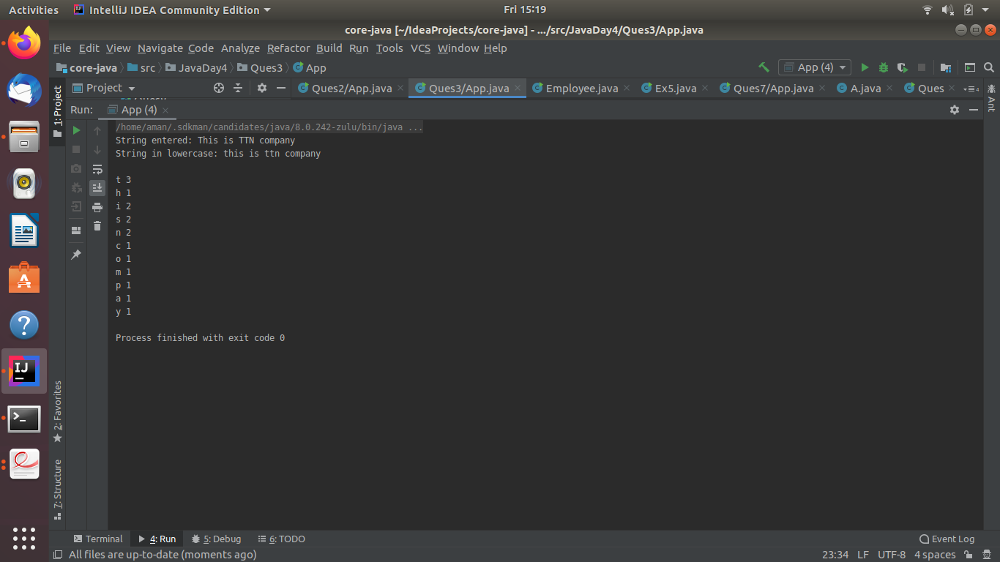 Activities IntelliJ IDEA Community Edition Fri 15:19
core-java [~/IdeaProjects/core-java] - .../src/JavaDay4/Ques3/App.java
File Edit View Navigate Code Analyze Refactor Build Run Tools VCS Window Help
core-java src JavaDay4 Ques3 App App (4)
1: Project Project Ques2/App.java Ques3/App.java Employee.java Ex5.java Ques7/App.java A.java Ques 4 Ant
Run: App (4)
/home/aman/.sdkman/candidates/java/8.0.242-zulu/bin/java ...
String entered: This is TTN company
String in lowercase: this is ttn company
t 3
h 1
i 2
s 2
n 2
c 1
o 1
m 1
p 1
a 1
y 1
Process finished with exit code 0
IJ
2: Favorites
7: Structure
Terminal 4: Run 5: Debug 6: TODO Event Log
All files are up-to-date (moments ago) 23:34 LF UTF-8 4 spaces